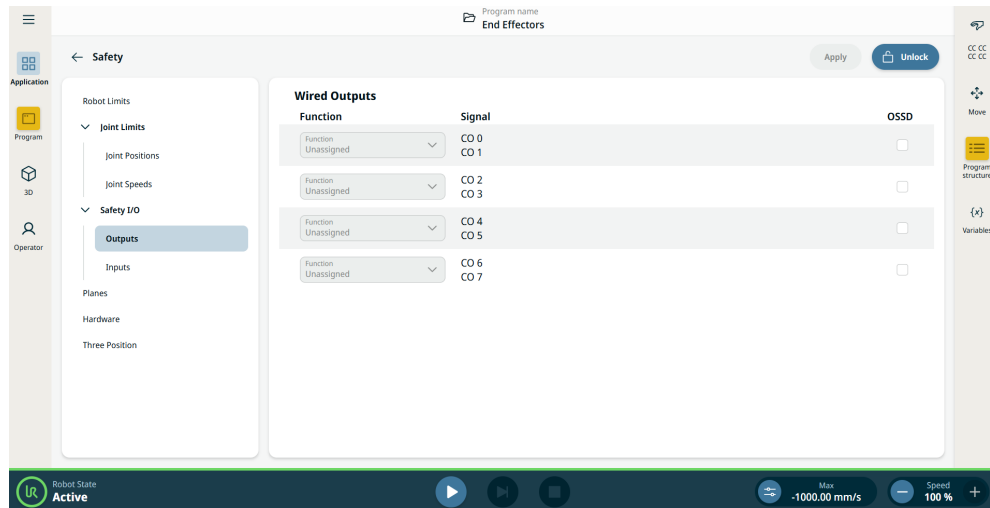 Program name
End Effectors
Safety
Apply
Unlock
Application
Program
3D
Operator
Robot Limits
Joint Limits
Joint Positions
Joint Speeds
Safety I/O
Outputs
Inputs
Planes
Hardware
Three Position
Wired Outputs
Function Signal OSSD
Function
Unassigned
CO 0
CO 1
Function
Unassigned
CO 2
CO 3
Function
Unassigned
CO 4
CO 5
Function
Unassigned
CO 6
CO 7
CC CC
CC CC
Move
Program
structure
{x}
Variables
UR
Robot State
Active
Max
-1000.00 mm/s
Speed
100 %